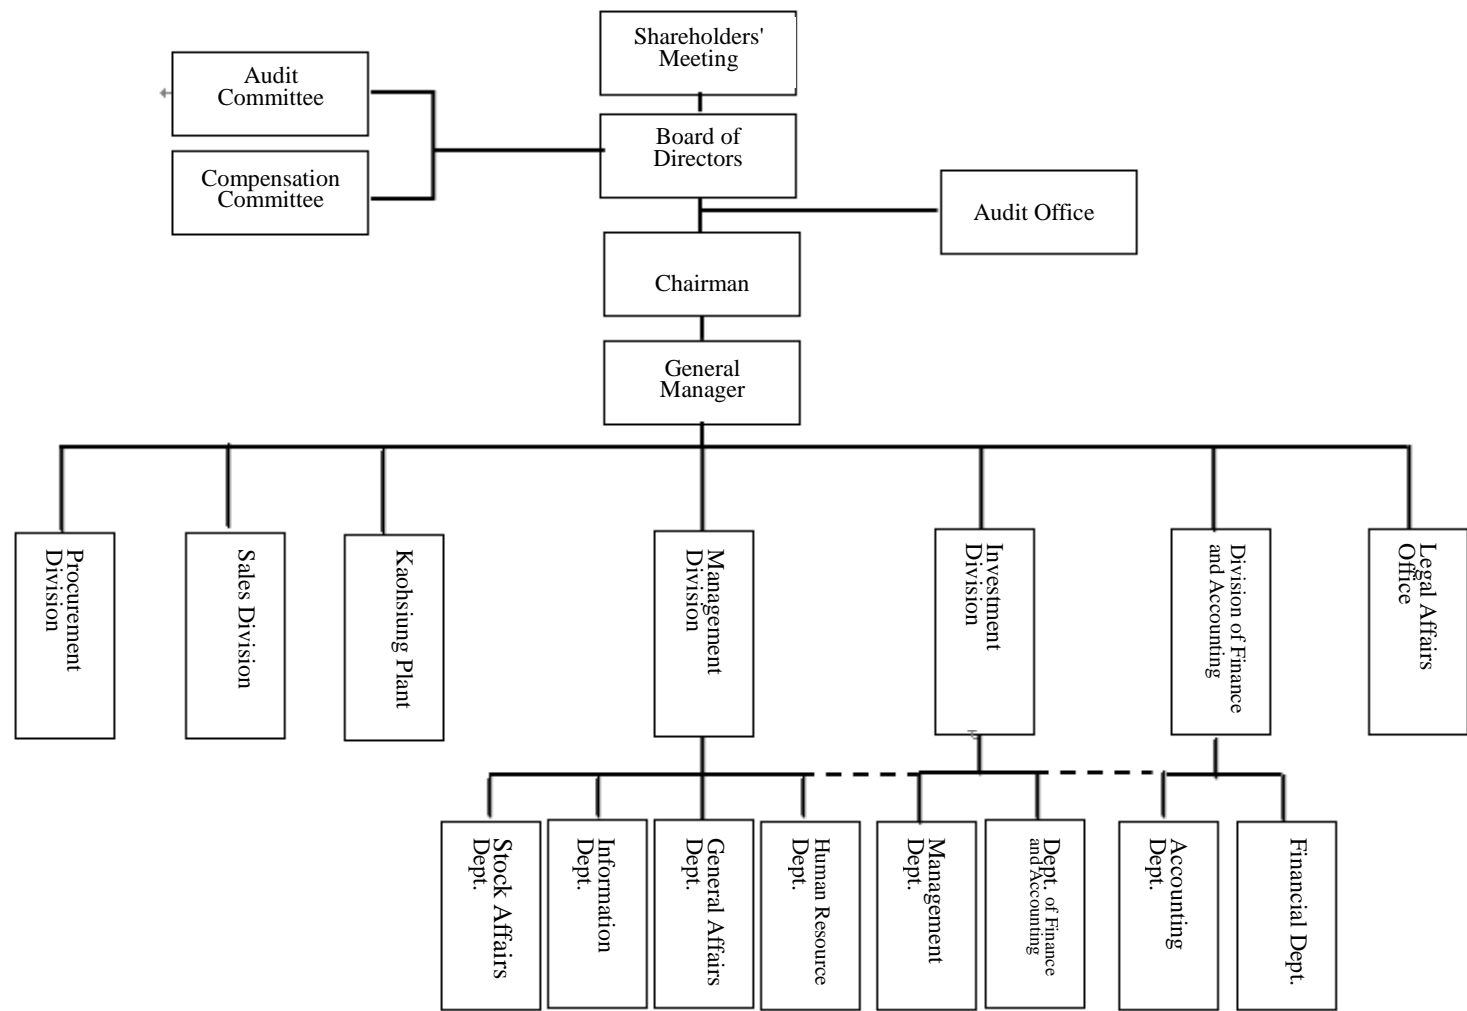 Shareholders'
Meeting
Audit
Committee
Board of
Directors
Compensation
Committee
Audit Office
Chairman
General
Manager
Procurement
Division
Sales Division
Kaohsiung Plant
Management
Division
Investment
Division
Division of Finance
and Accounting
Legal Affairs
Office
Stock Affairs
Dept.
Information
Dept.
General Affairs
Dept.
Human Resource
Dept.
Management
Dept.
Dept. of Finance
and Accounting
Accounting
Dept.
Financial Dept.